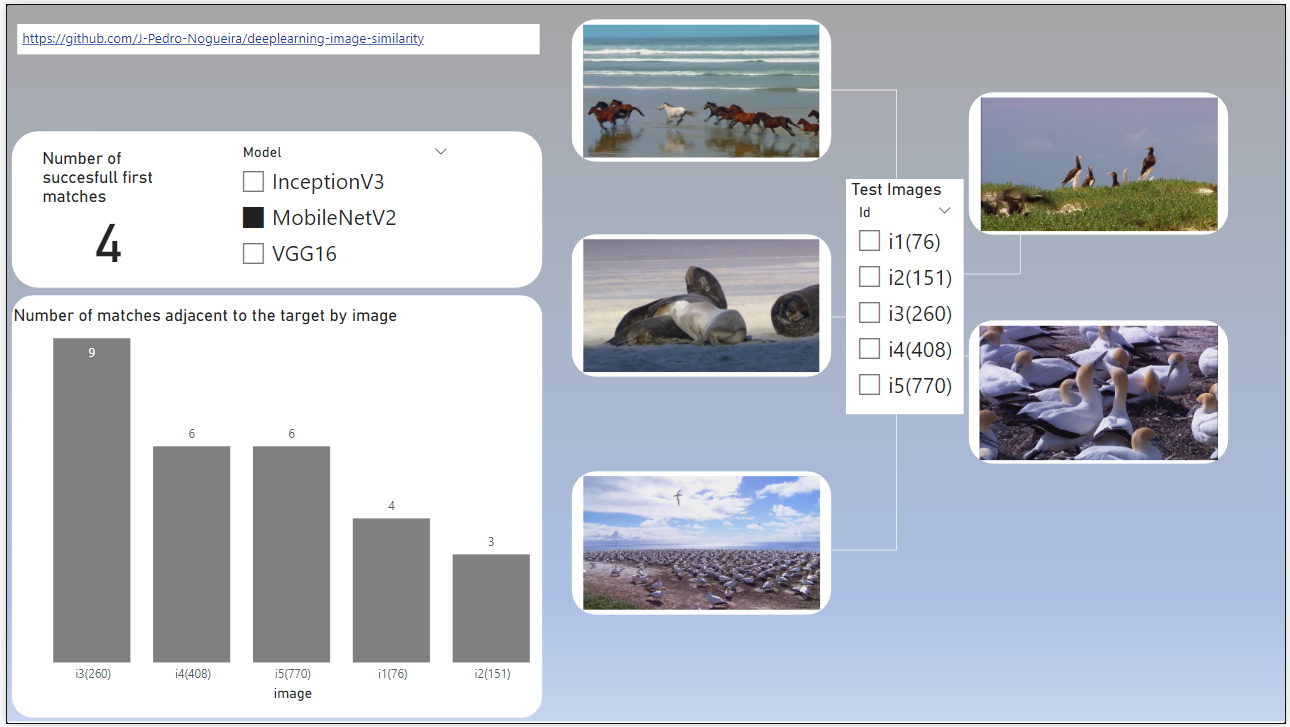 https://github.com/J-Pedro-Nogueira/deeplearning-image-similarity
Number of
succesfull first
matches
4
Model
InceptionV3
MobileNetV2
VGG16
Number of matches adjacent to the target by image
9
6
6
4
3
i3(260)
i4(408)
i5(770)
i1(76)
i2(151)
image
Test Images
Id
i1(76)
i2(151)
i3(260)
i4(408)
i5(770)